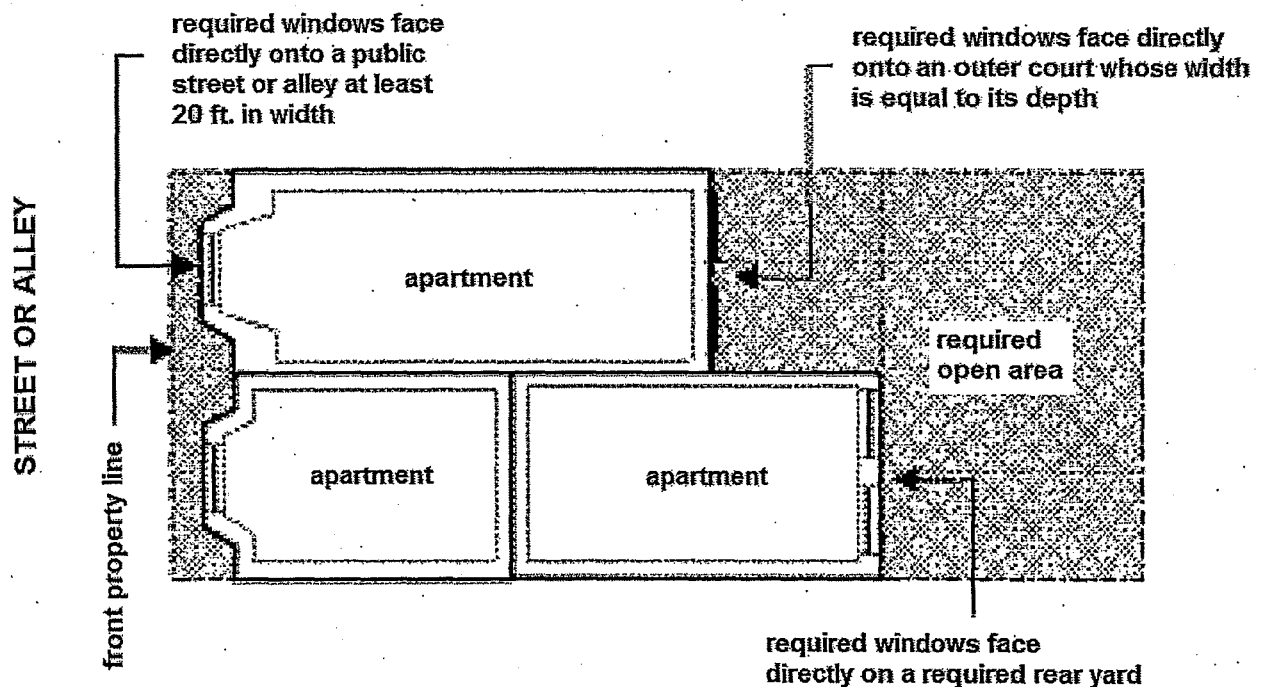 required windows face
directly onto a public
street or alley at least
20 ft. in width
required windows face directly
onto an outer court whose width
is equal to its depth
STREET OR ALLEY
apartment
required
open area
front property line
apartment
apartment
required windows face
directly on a required rear yard